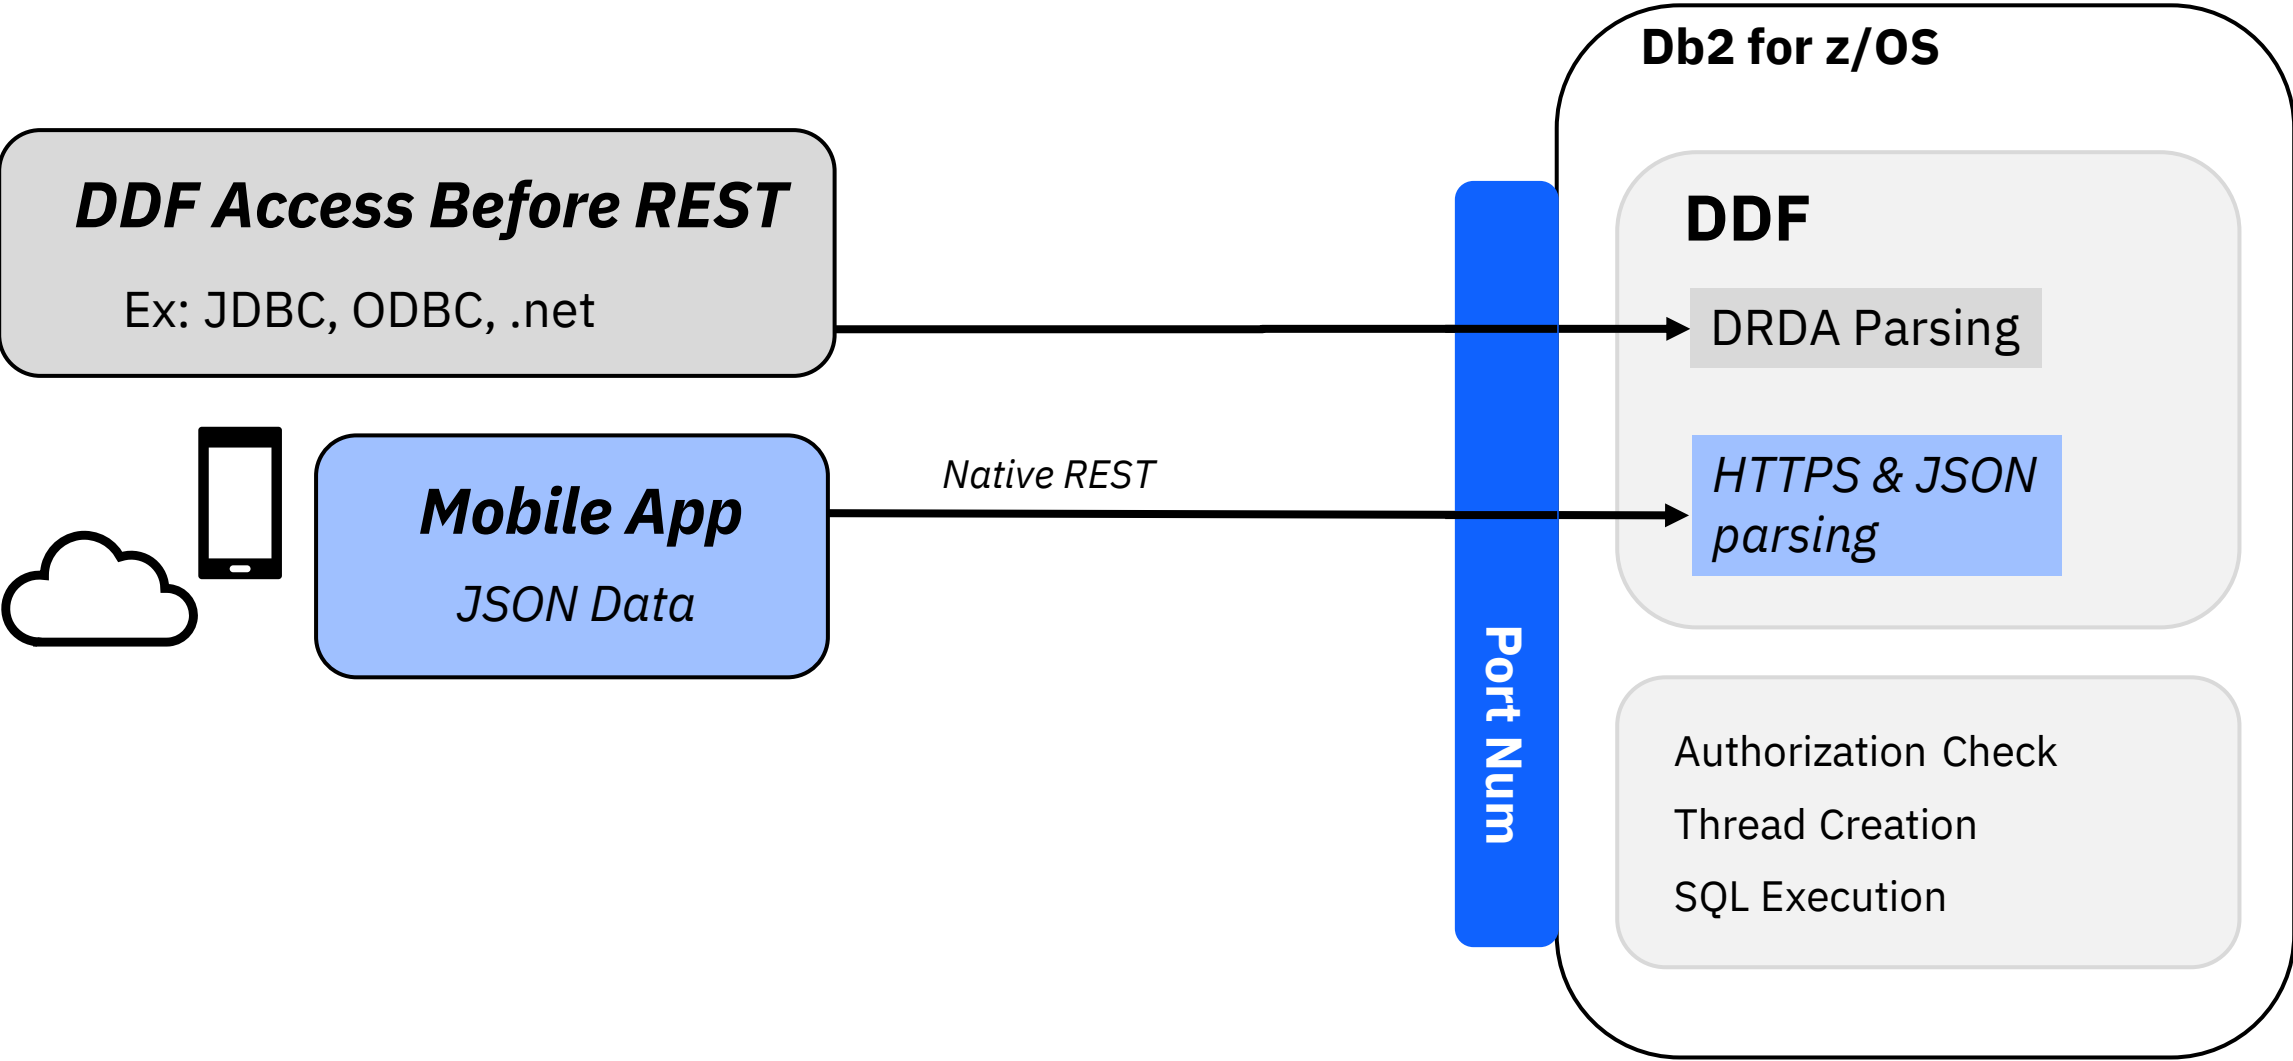 Db2 for z/OS
DDF Access Before REST
Ex: JDBC, ODBC, .net
DDF
DRDA Parsing
Mobile App
JSON Data
Native REST
HTTPS & JSON
parsing
Port Num
Authorization Check
Thread Creation
SQL Execution